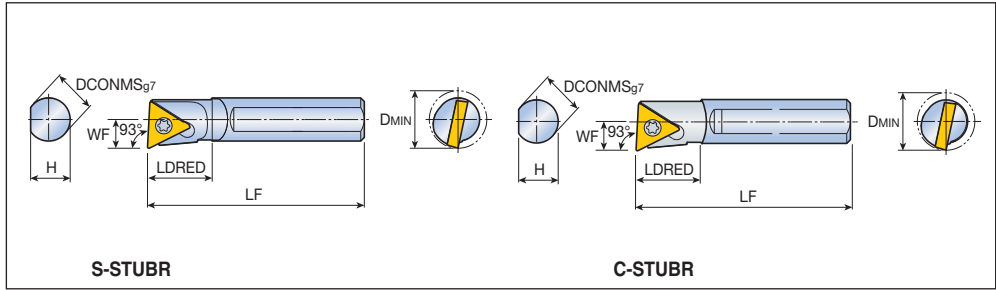 DCONMSg7
WF
93°
H
LDRED
LF
DMIN
S-STUBR
DCONMSg7
WF
93°
H
LDRED
LF
DMIN
C-STUBR